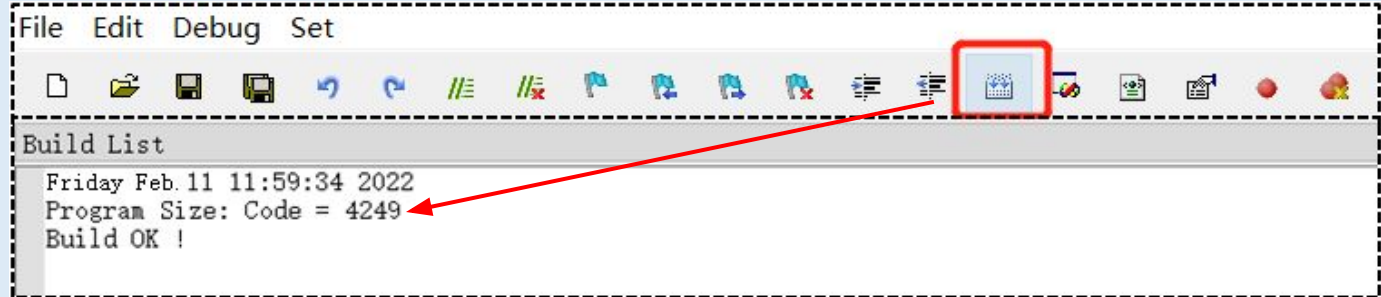 File Edit Debug Set
Build List
Friday Feb.11 11:59:34 2022
Program Size: Code = 4249
Build OK !